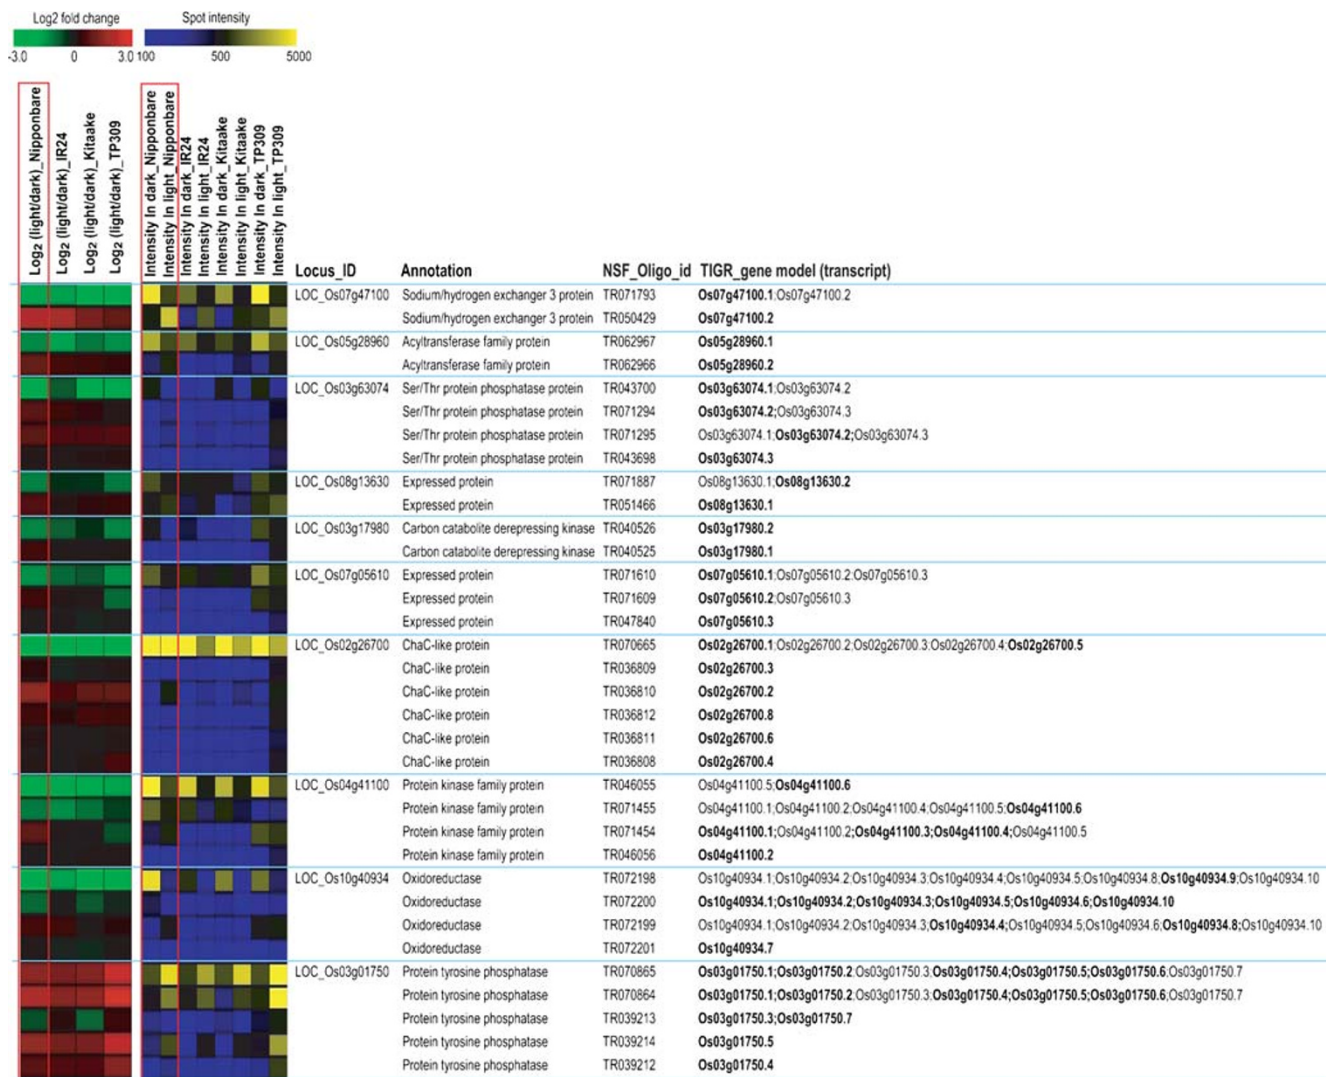 Log2 fold change Spot intensity
-3.0 0 3.0 100 500 5000
Log2 (light/dark)_Nipponbare
Log2 (light/dark)_IR24
Log2 (light/dark)_Kitaake
Log2 (light/dark)_TP309
Intensity In dark_Nipponbare
Intensity In light_Nipponbare
Intensity In dark_IR24
Intensity In light_IR24
Intensity In dark_Kitaake
Intensity In light_Kitaake
Intensity In dark_TP309
Intensity In light_TP309
Locus_ID Annotation NSF_Oligo_id TIGR_gene model (transcript)
LOC_Os07g47100 Sodium/hydrogen exchanger 3 protein TR071793 Os07g47100.1;Os07g47100.2
Sodium/hydrogen exchanger 3 protein TR050429 Os07g47100.2
LOC_Os05g28960 Acyltransferase family protein TR062967 Os05g28960.1
Acyltransferase family protein TR062966 Os05g28960.2
LOC_Os03g63074 Ser/Thr protein phosphatase protein TR043700 Os03g63074.1;Os03g63074.2
Ser/Thr protein phosphatase protein TR071294 Os03g63074.2;Os03g63074.3
Ser/Thr protein phosphatase protein TR071295 Os03g63074.1;Os03g63074.2;Os03g63074.3
Ser/Thr protein phosphatase protein TR043698 Os03g63074.3
LOC_Os08g13630 Expressed protein TR071887 Os08g13630.1;Os08g13630.2
Expressed protein TR051466 Os08g13630.1
LOC_Os03g17980 Carbon catabolite derepressing kinase TR040526 Os03g17980.2
Carbon catabolite derepressing kinase TR040525 Os03g17980.1
LOC_Os07g05610 Expressed protein TR071610 Os07g05610.1;Os07g05610.2;Os07g05610.3
Expressed protein TR071609 Os07g05610.2;Os07g05610.3
Expressed protein TR047840 Os07g05610.3
LOC_Os02g26700 ChaC-like protein TR070665 Os02g26700.1;Os02g26700.2;Os02g26700.3;Os02g26700.4;Os02g26700.5
ChaC-like protein TR036809 Os02g26700.3
ChaC-like protein TR036810 Os02g26700.2
ChaC-like protein TR036812 Os02g26700.8
ChaC-like protein TR036811 Os02g26700.6
ChaC-like protein TR036808 Os02g26700.4
LOC_Os04g41100 Protein kinase family protein TR046055 Os04g41100.5;Os04g41100.6
Protein kinase family protein TR071455 Os04g41100.1;Os04g41100.2;Os04g41100.4;Os04g41100.5;Os04g41100.6
Protein kinase family protein TR071454 Os04g41100.1;Os04g41100.2;Os04g41100.3;Os04g41100.4;Os04g41100.5
Protein kinase family protein TR046056 Os04g41100.2
LOC_Os10g40934 Oxidoreductase TR072198 Os10g40934.1;Os10g40934.2;Os10g40934.3;Os10g40934.4;Os10g40934.5;Os10g40934.8;Os10g40934.9;Os10g40934.10
Oxidoreductase TR072200 Os10g40934.1;Os10g40934.2;Os10g40934.3;Os10g40934.5;Os10g40934.6;Os10g40934.10
Oxidoreductase TR072199 Os10g40934.1;Os10g40934.2;Os10g40934.3;Os10g40934.4;Os10g40934.5;Os10g40934.6;Os10g40934.8;Os10g40934.10
Oxidoreductase TR072201 Os10g40934.7
LOC_Os03g01750 Protein tyrosine phosphatase TR070865 Os03g01750.1;Os03g01750.2;Os03g01750.3;Os03g01750.4;Os03g01750.5;Os03g01750.6;Os03g01750.7
Protein tyrosine phosphatase TR070864 Os03g01750.1;Os03g01750.2;Os03g01750.3;Os03g01750.4;Os03g01750.5;Os03g01750.6;Os03g01750.7
Protein tyrosine phosphatase TR039213 Os03g01750.3;Os03g01750.7
Protein tyrosine phosphatase TR039214 Os03g01750.5
Protein tyrosine phosphatase TR039212 Os03g01750.4